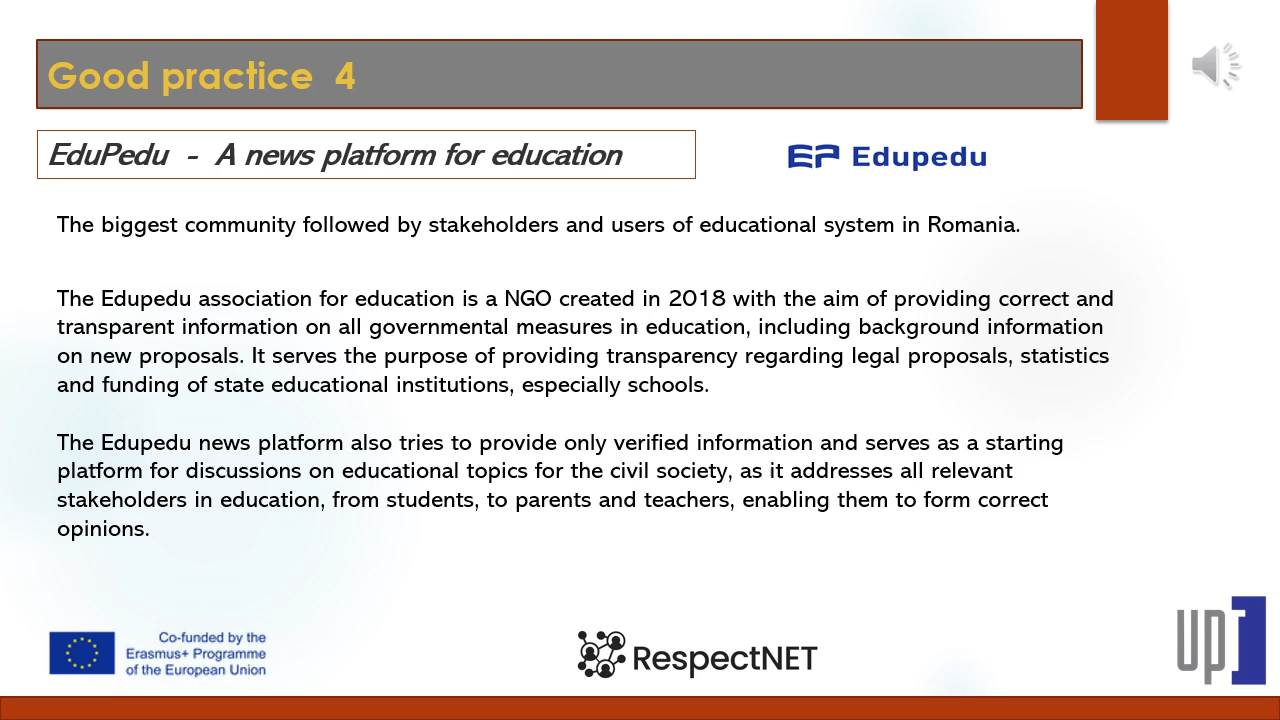 Good practice 4
EduPedu - A news platform for education
EP Edupedu
The biggest community followed by stakeholders and users of educational system in Romania.
The Edupedu association for education is a NGO created in 2018 with the aim of providing correct and
transparent information on all governmental measures in education, including background information
on new proposals. It serves the purpose of providing transparency regarding legal proposals, statistics
and funding of state educational institutions, especially schools.
The Edupedu news platform also tries to provide only verified information and serves as a starting
platform for discussions on educational topics for the civil society, as it addresses all relevant
stakeholders in education, from students, to parents and teachers, enabling them to form correct
opinions.
Co-funded by the
Erasmus+ Programme
of the European Union
RespectNET
up